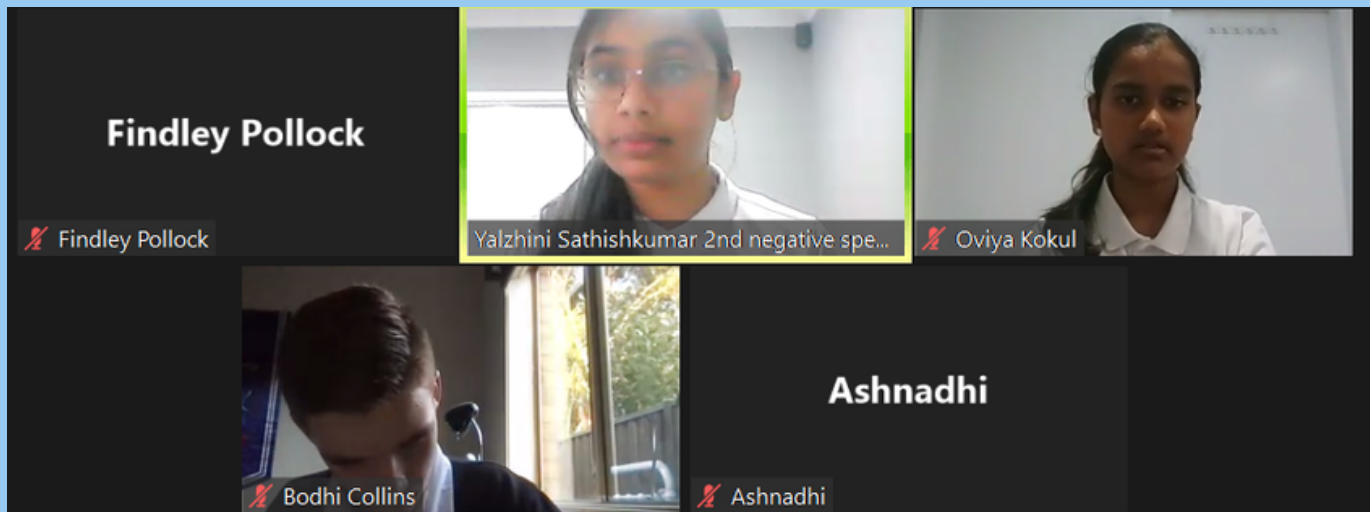 Findley Pollock
Findley Pollock
Yalzhini Sathishkumar 2nd negative spe...
Oviya Kokul
Ashnadhi
Bodhi Collins
Ashnadhi